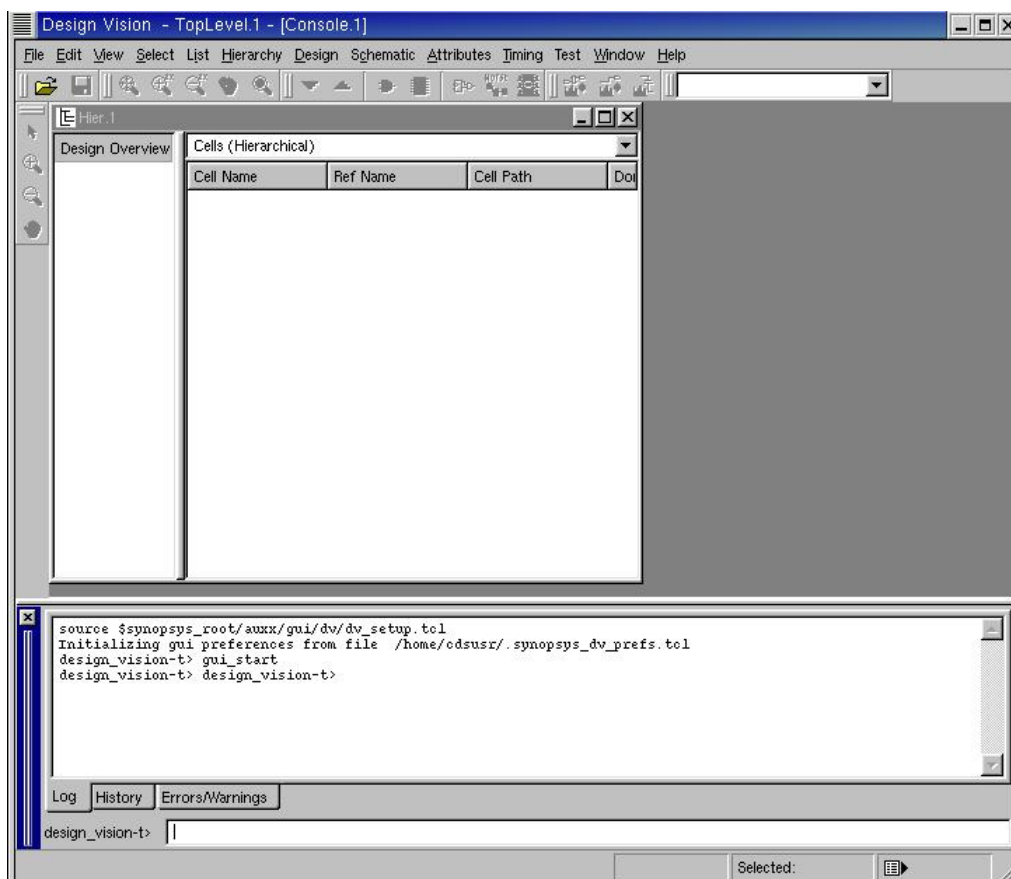 Design Vision - TopLevel.1 - [Console.1]
File Edit View Select List Hierarchy Design Schematic Attributes Timing Test Window Help
Hier.1
Design Overview
Cells (Hierarchical)
Cell Name Ref Name Cell Path Don
source $synopsys_root/auxx/gui/dv/dv_setup.tcl
Initializing gui preferences from file /home/cdsusr/.synopsys_dv_prefs.tcl
design_vision-t> gui_start
design_vision-t> design_vision-t>
Log History Errors/Warnings
design_vision-t>
Selected: